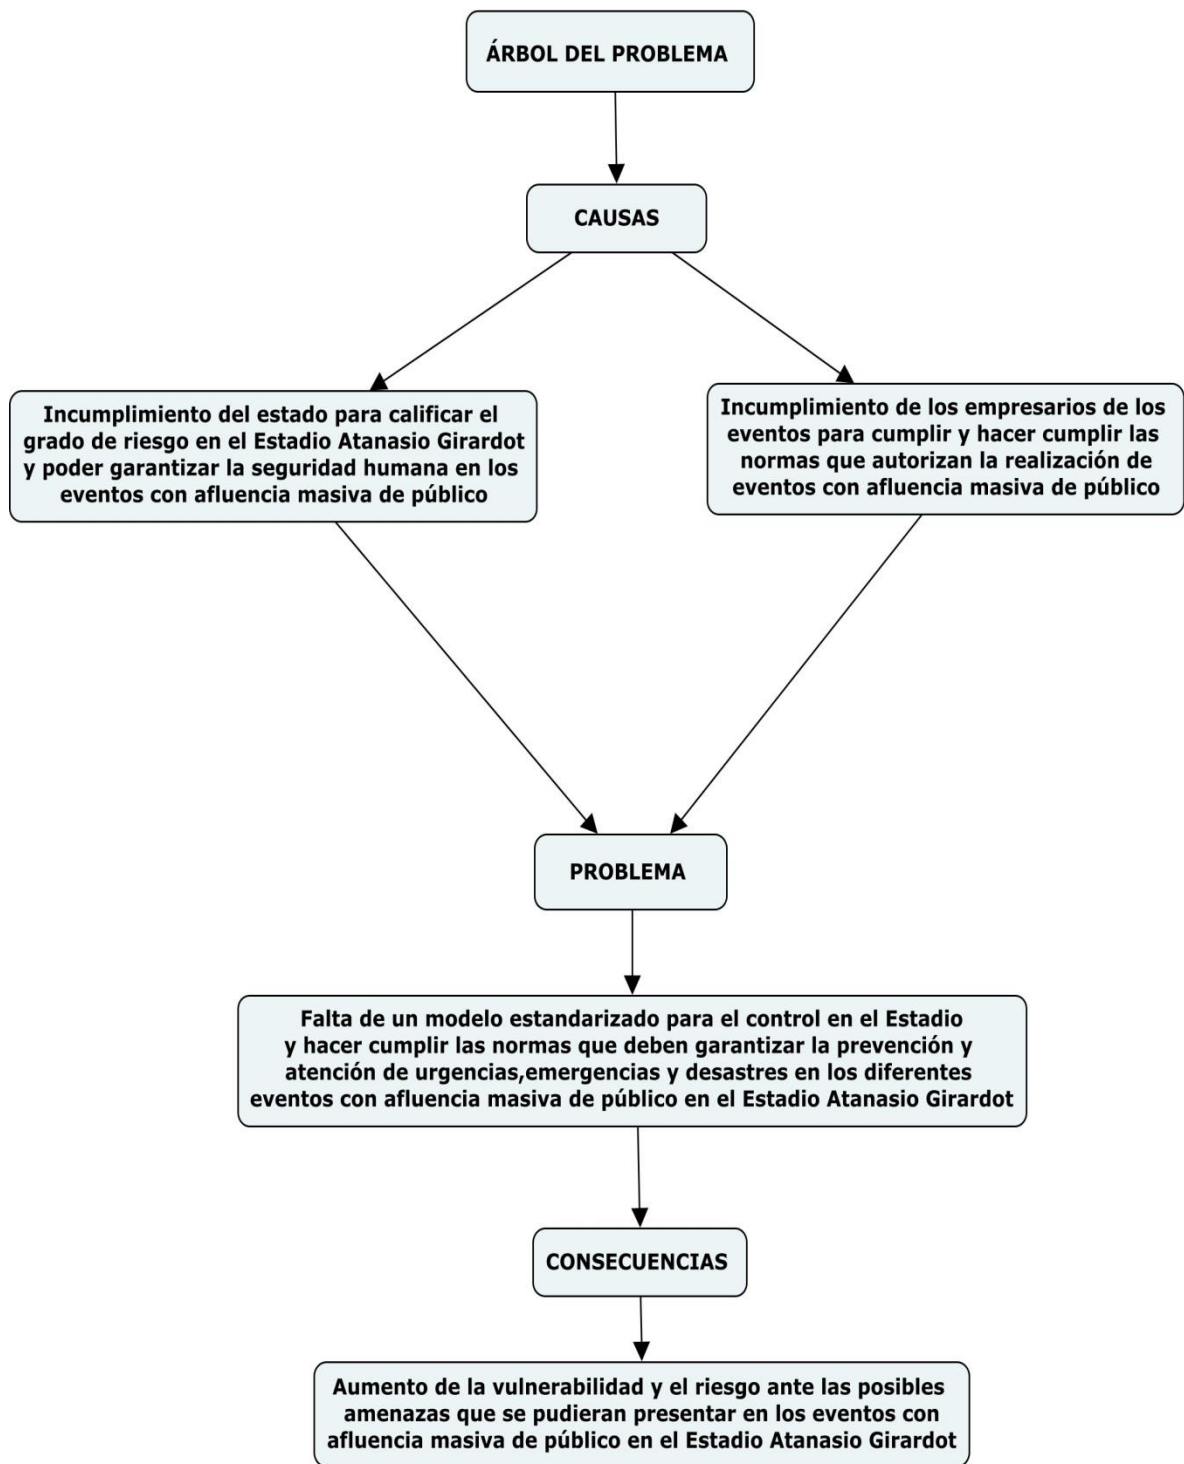 ÁRBOL DEL PROBLEMA
CAUSAS
Incumplimiento del estado para calificar el
grado de riesgo en el Estadio Atanasio Girardot
y poder garantizar la seguridad humana en los
eventos con afluencia masiva de público
Incumplimiento de los empresarios de los
eventos para cumplir y hacer cumplir las
normas que autorizan la realización de
eventos con afluencia masiva de público
PROBLEMA
Falta de un modelo estandarizado para el control en el Estadio
y hacer cumplir las normas que deben garantizar la prevención y
atención de urgencias,emergencias y desastres en los diferentes
eventos con afluencia masiva de público en el Estadio Atanasio Girardot
CONSECUENCIAS
Aumento de la vulnerabilidad y el riesgo ante las posibles
amenazas que se pudieran presentar en los eventos con
afluencia masiva de público en el Estadio Atanasio Girardot